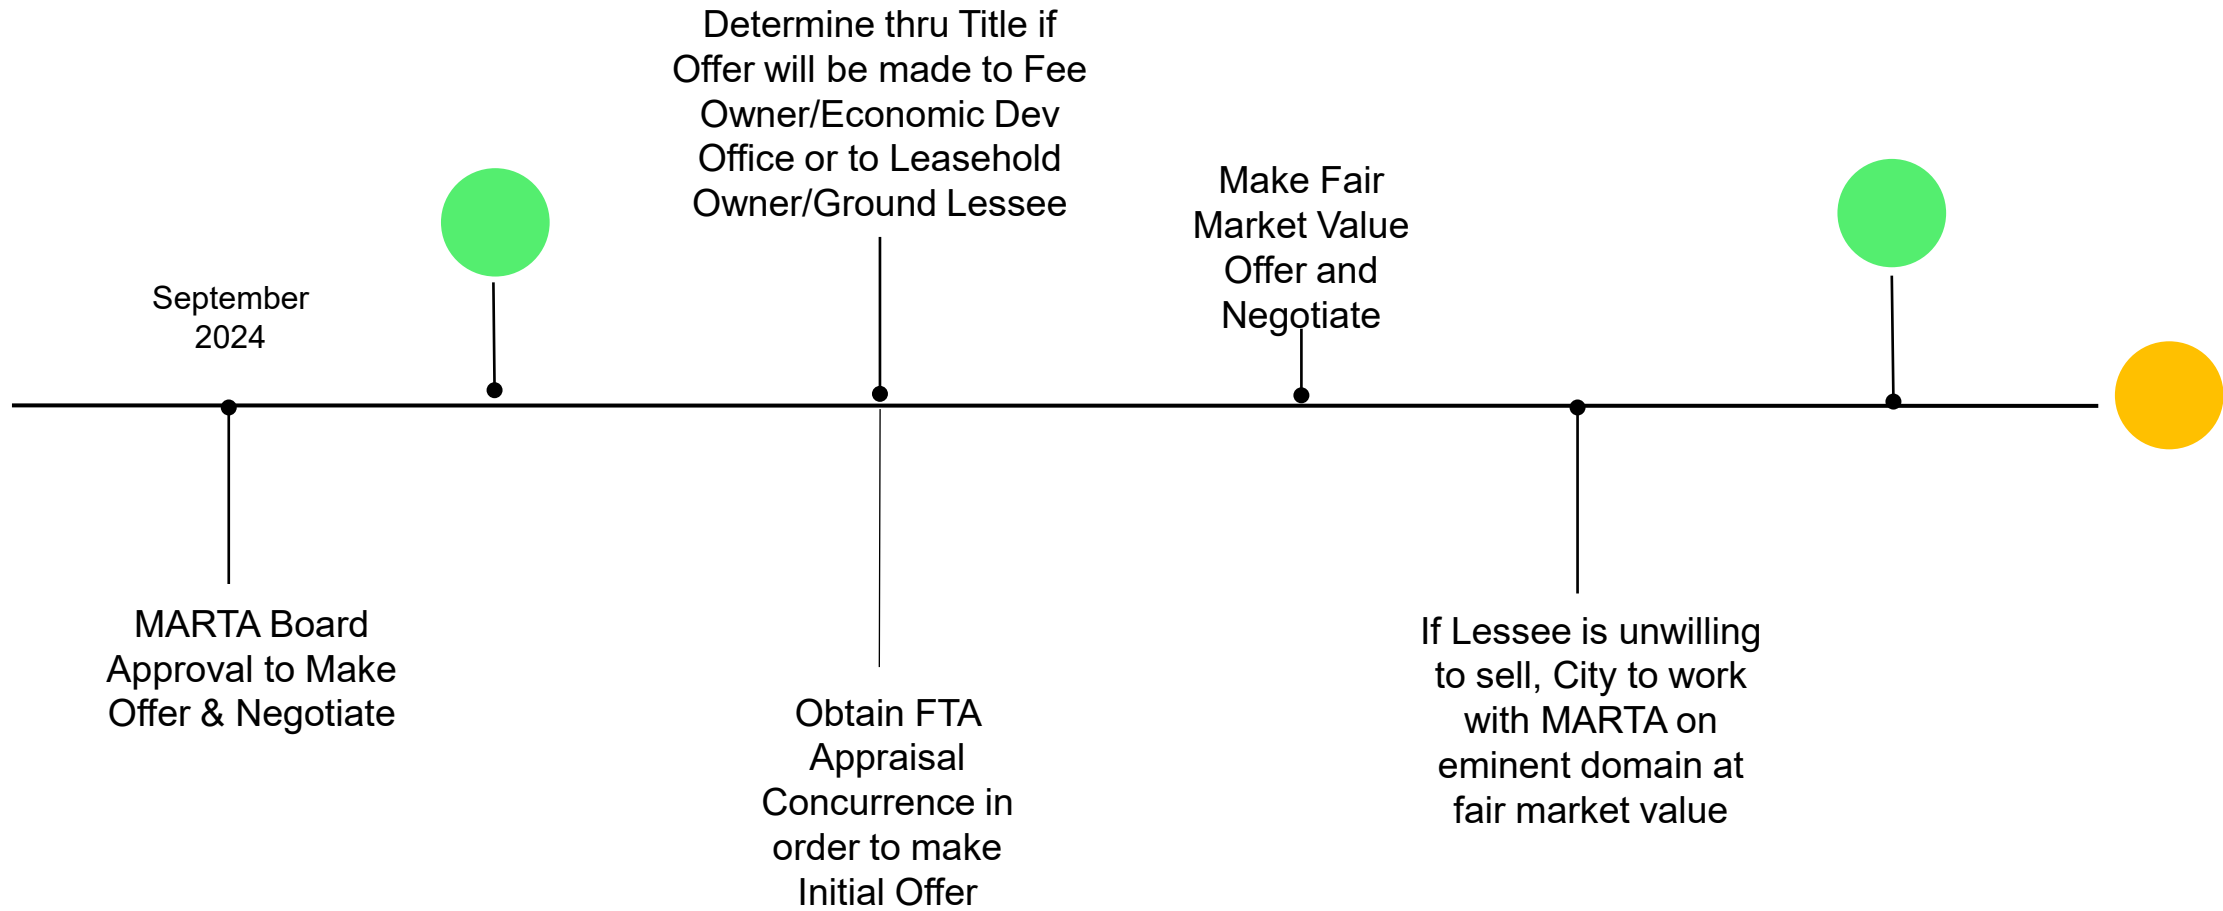 September
2024
MARTA Board
Approval to Make
Offer & Negotiate
Determine thru Title if
Offer will be made to Fee
Owner/Economic Dev
Office or to Leasehold
Owner/Ground Lessee
Obtain FTA
Appraisal
Concurrence in
order to make
Initial Offer
Make Fair
Market Value
Offer and
Negotiate
If Lessee is unwilling
to sell, City to work
with MARTA on
eminent domain at
fair market value